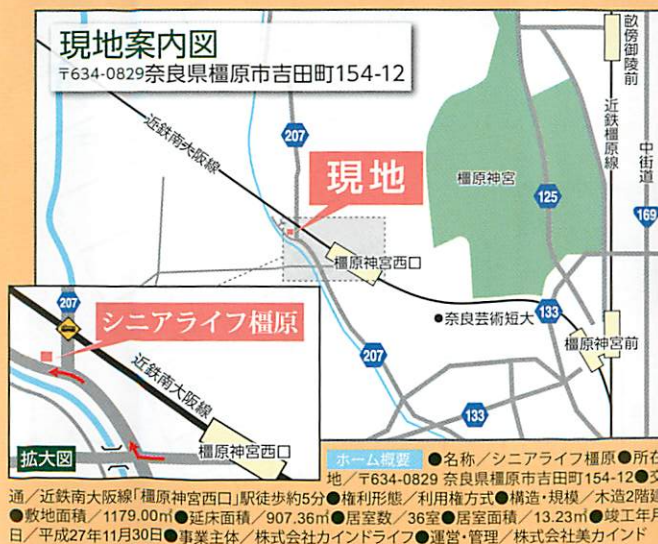 現地案内図
〒634-0829奈良県橿原市吉田町154-12
近鉄南大阪線
207
現地
橿原神宮
125
畝傍御陵前
近鉄橿原線
中街道
169
橿原神宮西口
●奈良芸術短大
133
橿原神宮前
207
133
207
シニアライフ橿原
近鉄南大阪線
橿原神宮西口
拡大図
ホーム概要 ●名称/シニアライフ橿原●所在
地/〒634-0829 奈良県橿原市吉田町154-12●交
通/近鉄南大阪線「橿原神宮西口」駅徒歩約5分●権利形態/利用権方式●構造・規模/木造2階建
●敷地面積/1179.00㎡●延床面積/907.36㎡●居室数/36室●居室面積/13.23㎡●竣工年月
日/平成27年11月30日●事業主体/株式会社カインドライフ●運営・管理/株式会社美カインド